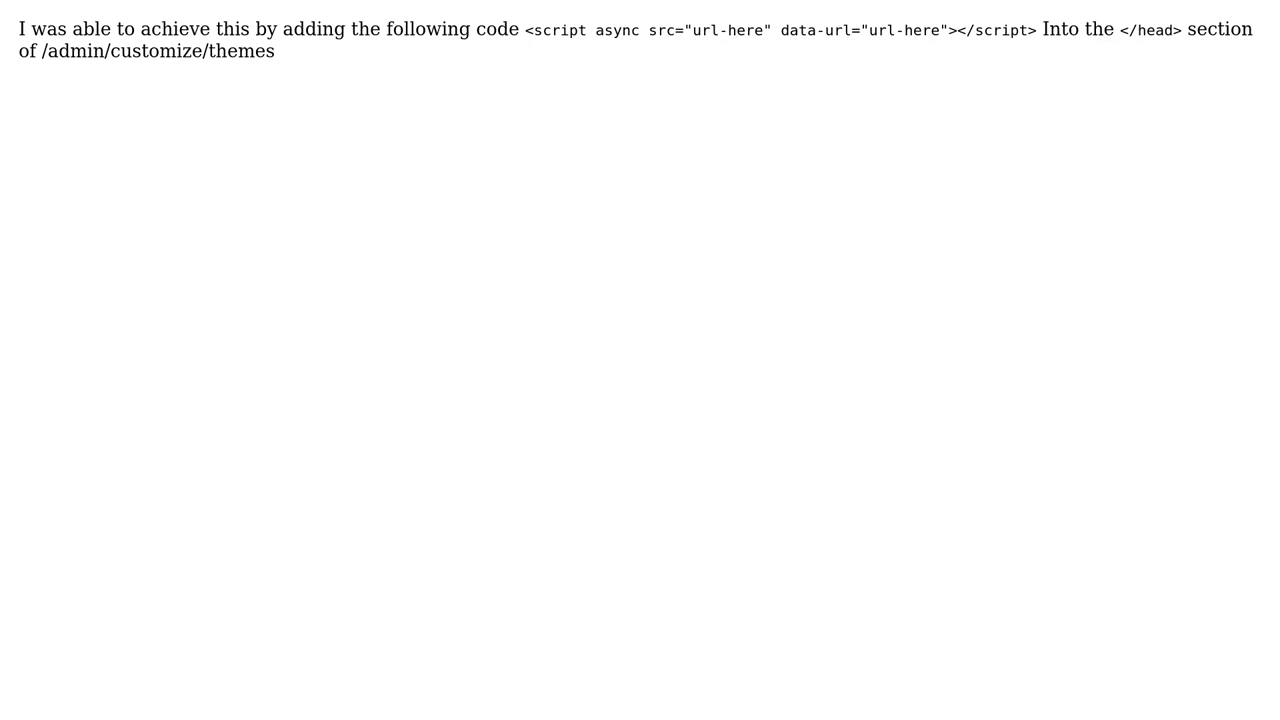 I was able to achieve this by adding the following code <script async src="url-here" data-url="url-here"></script> Into the </head> section
of /admin/customize/themes